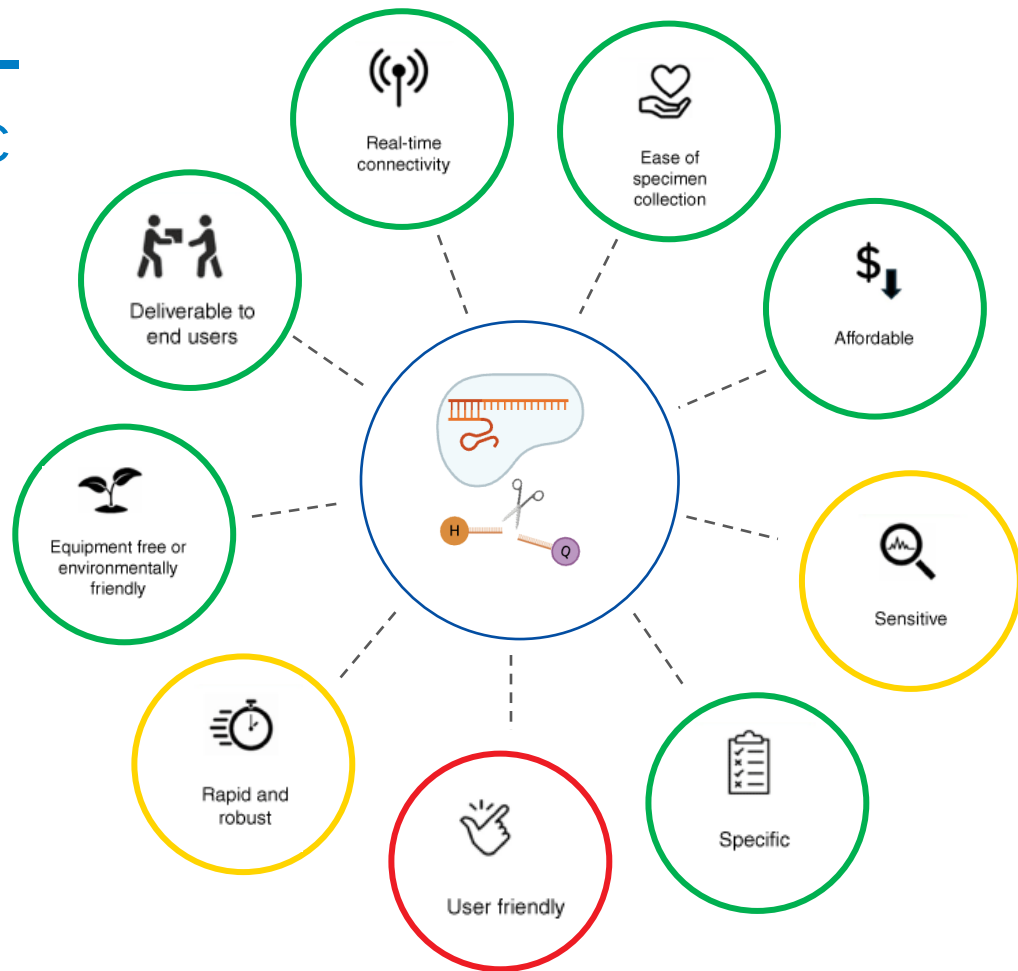 C
Real-time
connectivity
Ease of
specimen
collection
Deliverable to
end users
$
Affordable
H
Q
Equipment free or
environmentally
friendly
Sensitive
Rapid and
robust
Specific
User friendly